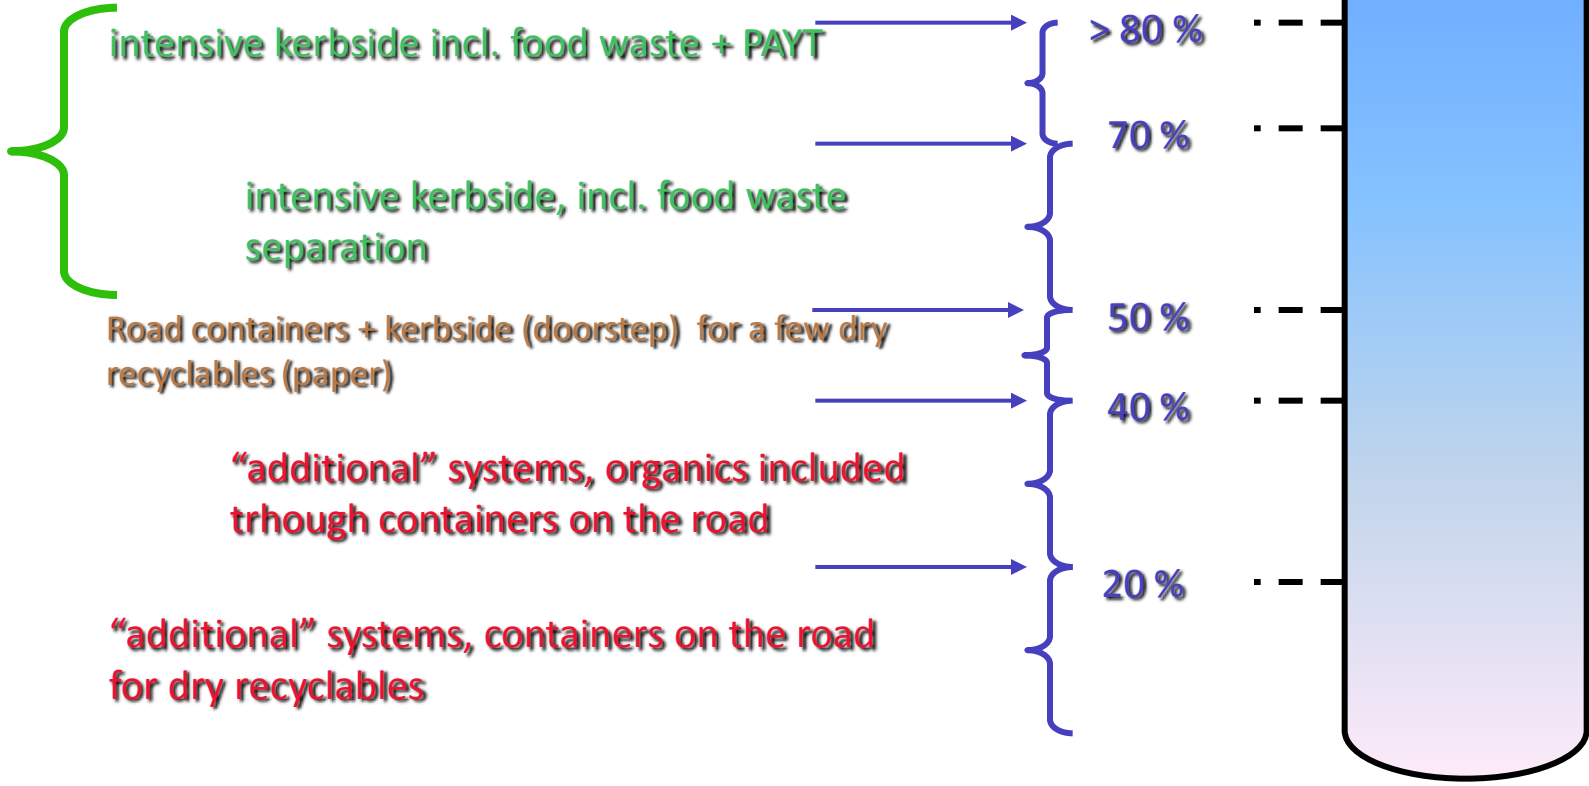 intensive kerbside incl. food waste + PAYT
> 80 %
70 %
intensive kerbside, incl. food waste
separation
50 %
Road containers + kerbside (doorstep) for a few dry
recyclables (paper)
40 %
“additional” systems, organics included
trhough containers on the road
20 %
“additional” systems, containers on the road
for dry recyclables